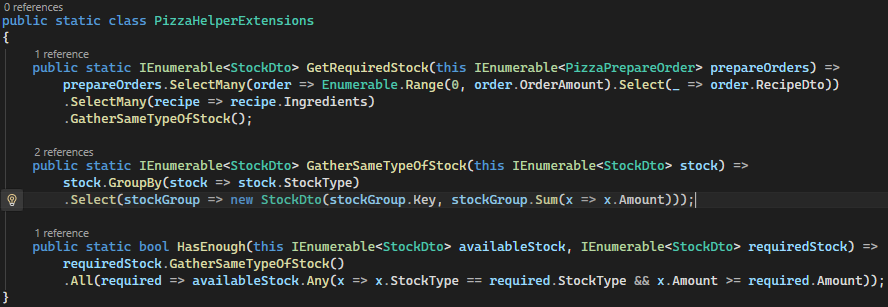 0 references
public static class PizzaHelperExtensions
{
1 reference
public static IEnumerable<StockDto> GetRequiredStock(this IEnumerable<PizzaPrepareOrder> prepareOrders) =>
prepareOrders.SelectMany(order => Enumerable.Range(0, order.OrderAmount).Select(_ => order.RecipeDto))
.SelectMany(recipe => recipe.Ingredients)
.GatherSameTypeOfStock();
2 references
public static IEnumerable<StockDto> GatherSameTypeOfStock(this IEnumerable<StockDto> stock) =>
stock.GroupBy(stock => stock.StockType)
.Select(stockGroup => new StockDto(stockGroup.Key, stockGroup.Sum(x => x.Amount)));
1 reference
public static bool HasEnough(this IEnumerable<StockDto> availableStock, IEnumerable<StockDto> requiredStock) =>
requiredStock.GatherSameTypeOfStock()
.All(required => availableStock.Any(x => x.StockType == required.StockType && x.Amount >= required.Amount));
}